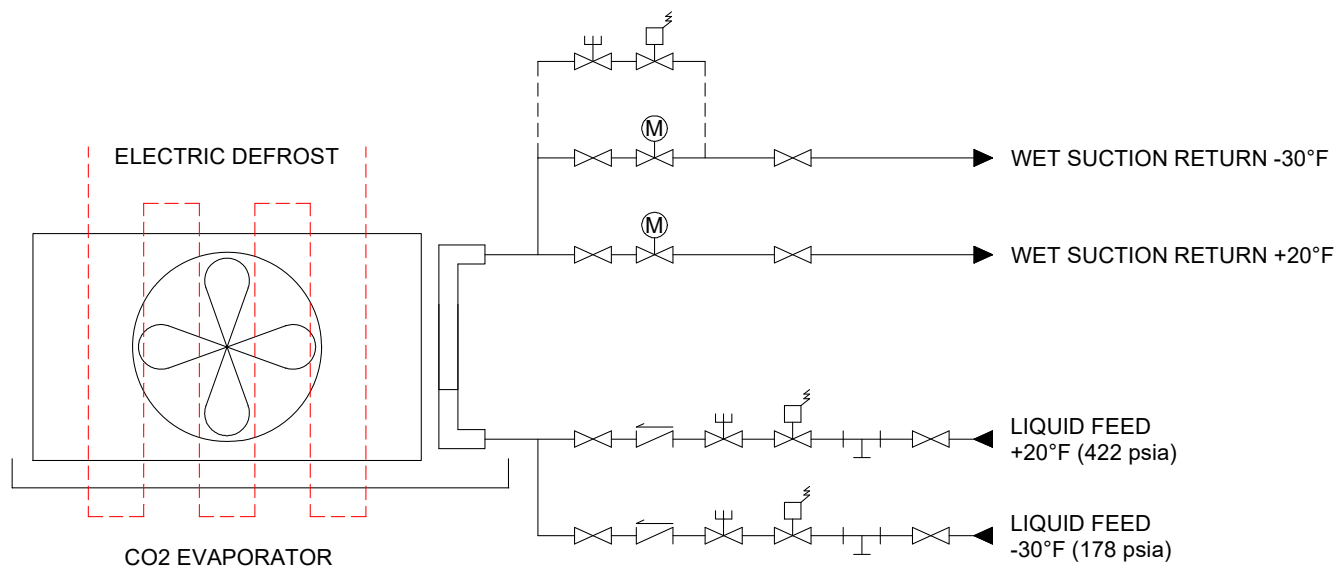 ELECTRIC DEFROST
M
WET SUCTION RETURN -30°F
M
WET SUCTION RETURN +20°F
LIQUID FEED
+20°F (422 psia)
LIQUID FEED
-30°F (178 psia)
CO2 EVAPORATOR